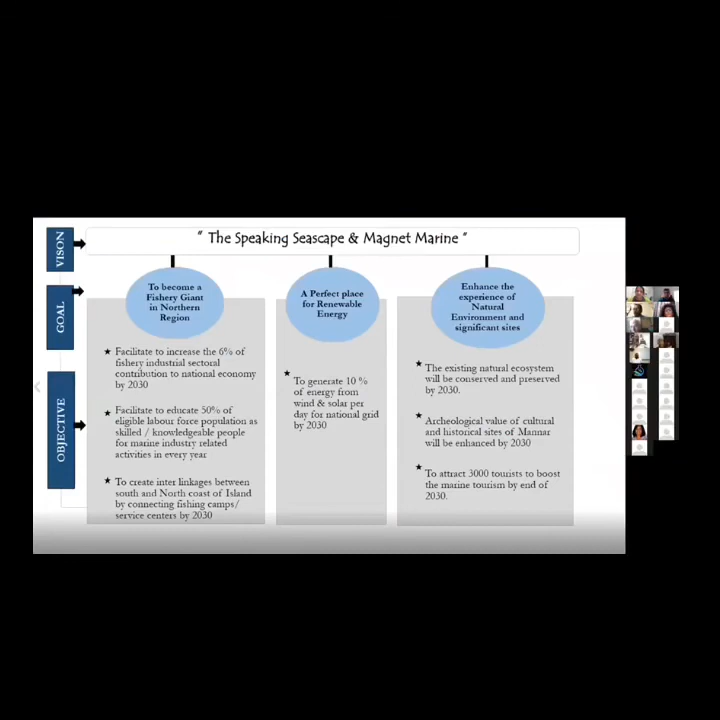 VISON
" The Speaking Seascape & Magnet Marine "
GOAL
To become a
Fishery Giant
in Northern
Region
A Perfect place
for Renewable
Energy
Enhance the
experience of
Natural
Environment and
significant sites
OBJECTIVE
★ Facilitate to increase the 6% of
fishery industrial sectoral
contribution to national economy
by 2030
★ Facilitate to educate 50% of
eligible labour force population as
skilled / knowledgeable people
for marine industry related
activities in every year
★ To create inter linkages between
south and North coast of Island
by connecting fishing camps/
service centers by 2030
★ To generate 10 %
of energy from
wind & solar per
day for national grid
by 2030
★ The existing natural ecosystem
will be conserved and preserved
by 2030.
★ Archeological value of cultural
and historical sites of Mannar
will be enhanced by 2030
★ To attract 3000 tourists to boost
the marine tourism by end of
2030.